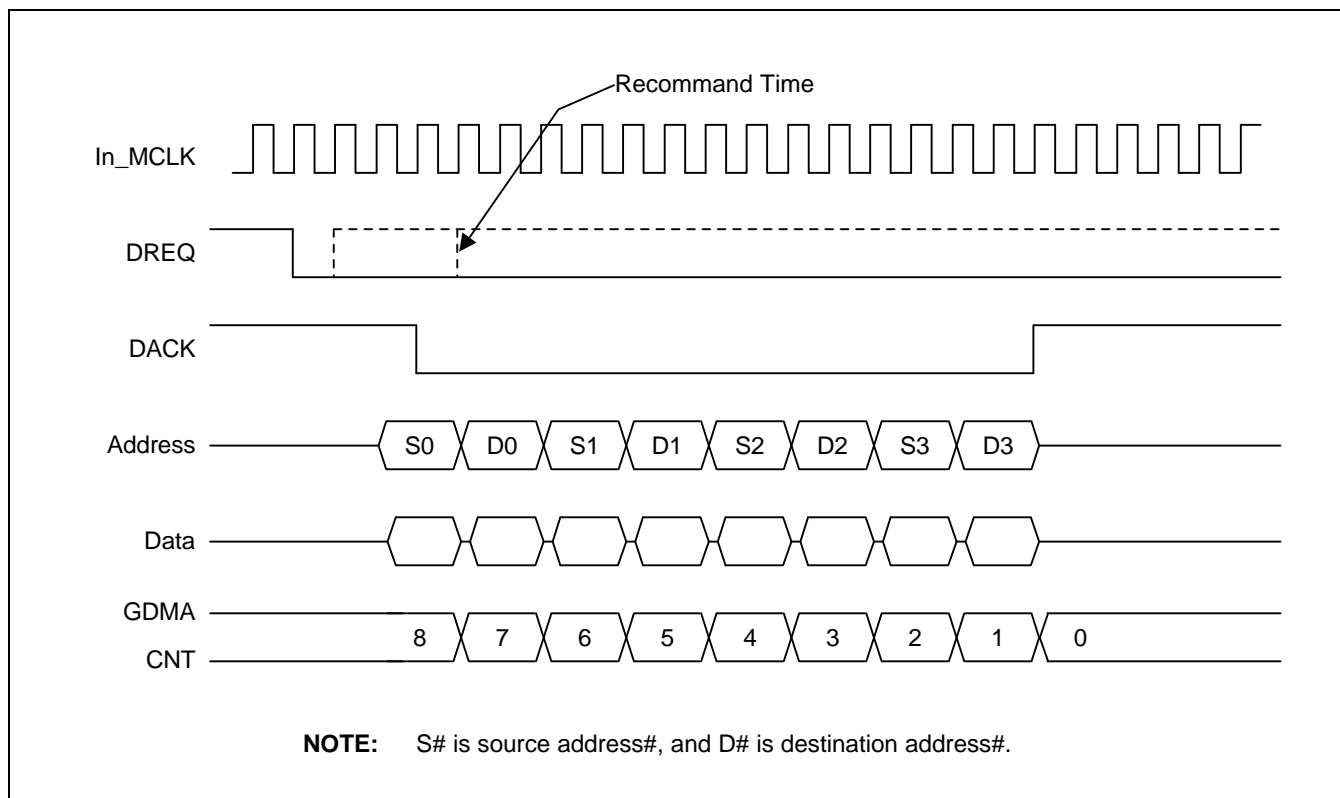 Recommand Time
In_MCLK
DREQ
DACK
Address S0 D0 S1 D1 S2 D2 S3 D3
Data
GDMA
CNT
8 7 6 5 4 3 2 1 0
NOTE: S# is source address#, and D# is destination address#.